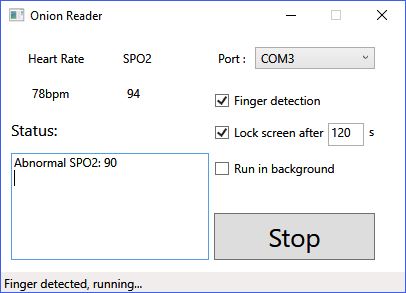 Onion Reader
Heart Rate SPO2 Port : COM3
78bpm 94
Finger detection
Status:
Lock screen after 120 s
Abnormal SPO2: 90
Run in background
Stop
Finger detected, running...